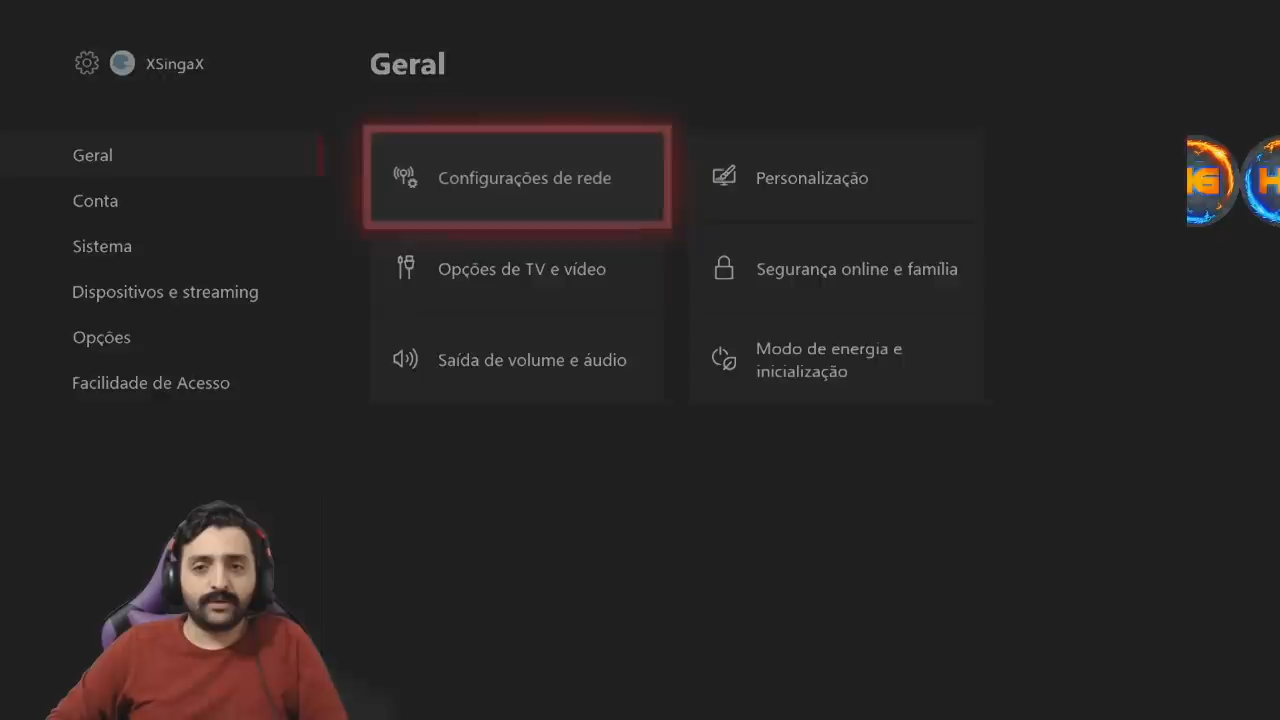 XSingaX
Geral
Geral
Conta
Sistema
Dispositivos e streaming
Opções
Facilidade de Acesso
Configurações de rede
Personalização
Opções de TV e vídeo
Segurança online e família
Saída de volume e áudio
Modo de energia e
inicialização